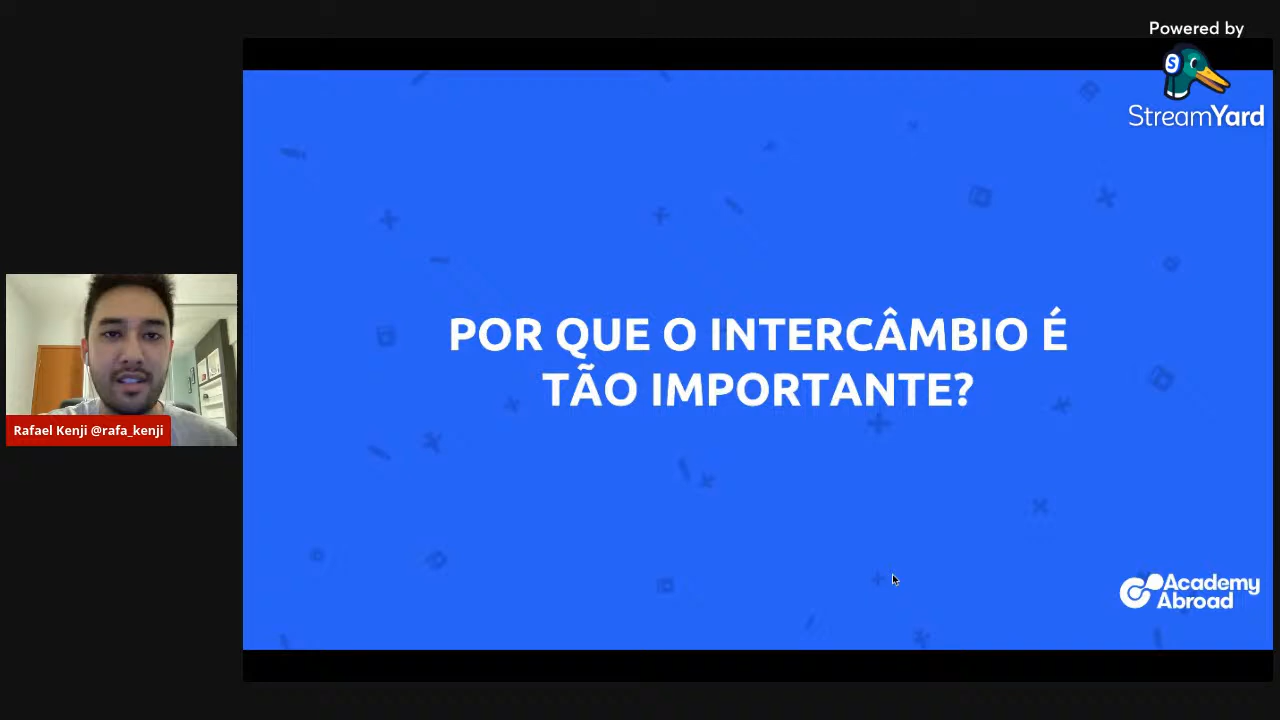 Powered by
S
StreamYard
POR QUE O INTERCÂMBIO É
TÃO IMPORTANTE?
Rafael Kenji @rafa_kenji
Academy
Abroad